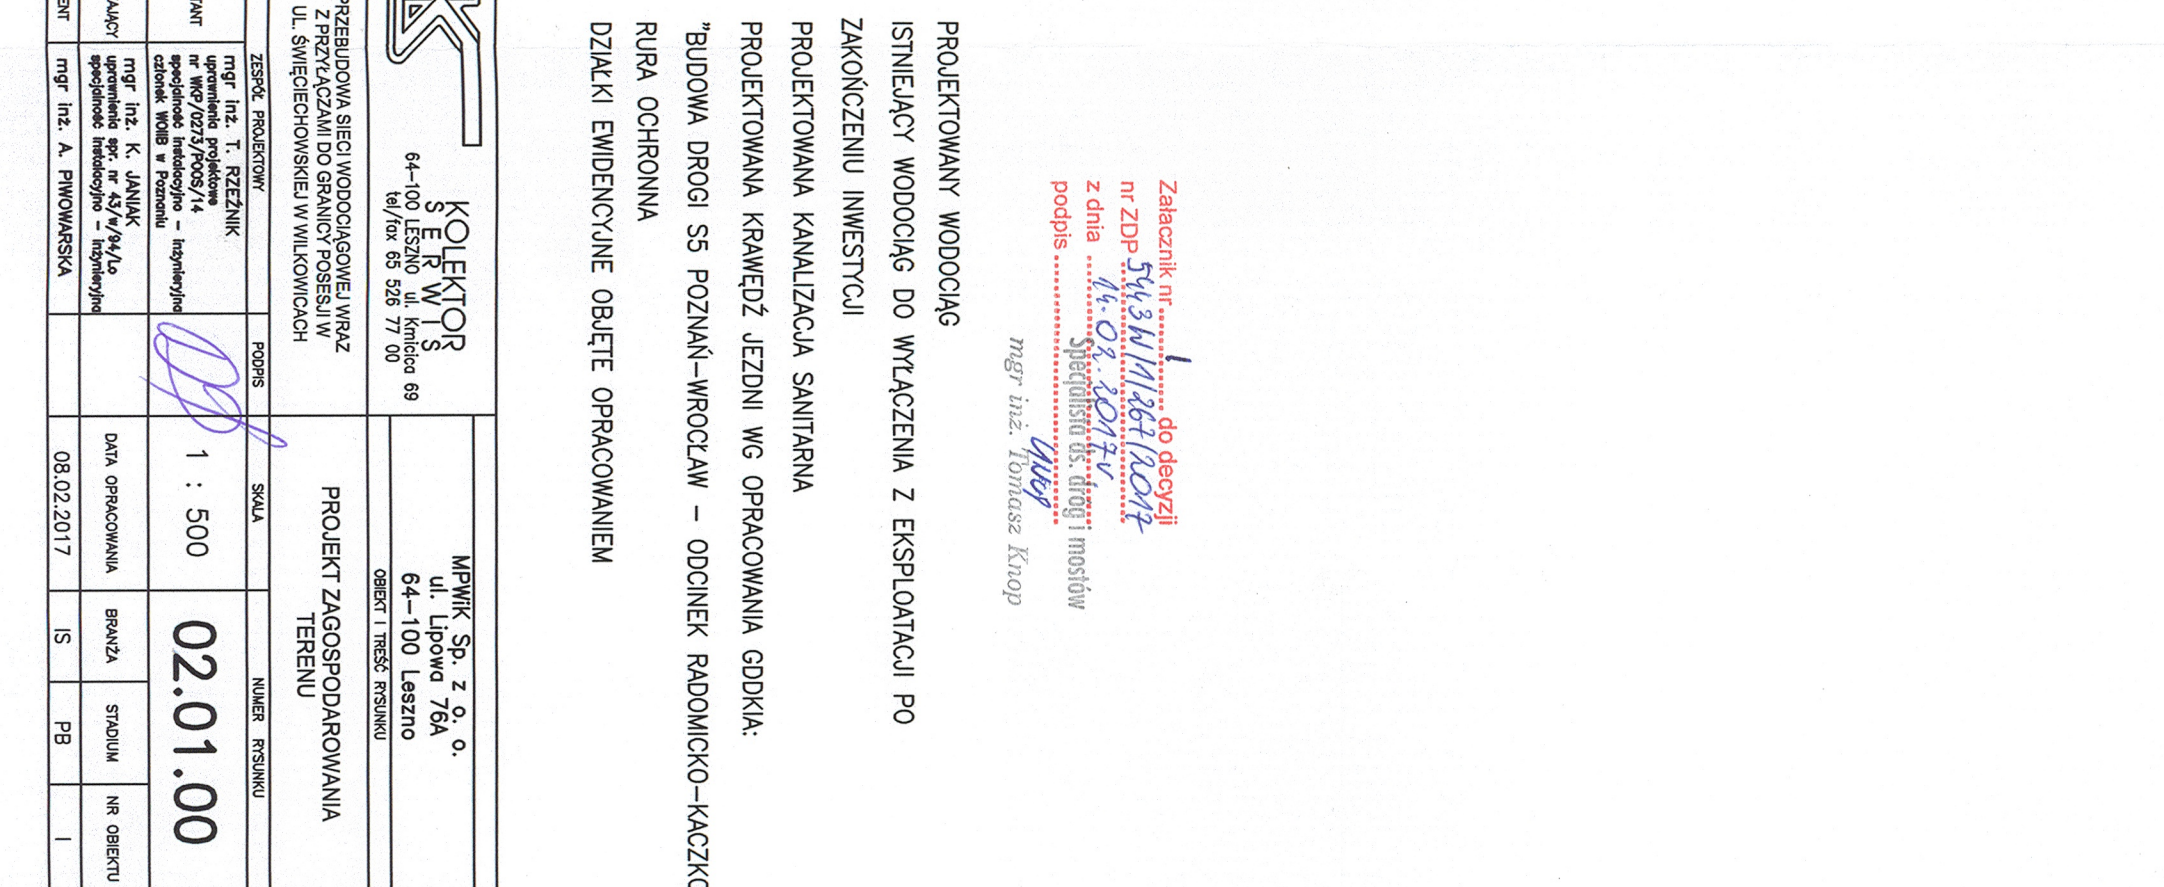 Załącznik nr 1 do decyzji
nr ZDP.5443W/1/267/2017
z dnia 14.02.2017r.
podpis
Specjalista ds. dróg i mostów
mgr inż. Tomasz Knop
PROJEKTOWANY WODOCIĄG
ISTNIEJĄCY WODOCIĄG DO WYŁĄCZENIA Z EKSPLOATACJI PO
ZAKOŃCZENIU INWESTYCJI
PROJEKTOWANA KANALIZACJA SANITARNA
PROJEKTOWANA KRAWĘDŹ JEZDNI WG OPRACOWANIA GDDKIA:
"BUDOWA DROGI S5 POZNAŃ–WROCŁAW – ODCINEK RADOMICKO–KACZKO
RURA OCHRONNA
DZIAŁKI EWIDENCYJNE OBJĘTE OPRACOWANIEM
KOLEKTOR
SERWIS
64–100 LESZNO ul. Kmicica 69
tel/fax 65 526 77 00
MPWiK Sp. z o. o.
ul. Lipowa 76A
64–100 Leszno
OBIEKT I TREŚĆ RYSUNKU
PRZEBUDOWA SIECI WODOCIĄGOWEJ WRAZ
Z PRZYŁĄCZAMI DO GRANICY POSESJI W
UL. ŚWIĘCIECHOWSKIEJ W WILKOWICACH
PROJEKT ZAGOSPODAROWANIA
TERENU
ZESPÓŁ PROJEKTOWY
PODPIS
SKALA
NUMER RYSUNKU
TANT
mgr inż. T. RZEŹNIK
uprawnienia projektowe
nr WKP/0273/POOS/14
specjalność instalacyjno – inżynieryjna
członek WOIIB w Poznaniu
1 : 500
02.01.00
AJĄCY
mgr inż. K. JANIAK
uprawnienia spr. nr 43/w/94/Lo
specjalność instalacyjno – inżynieryjna
DATA OPRACOWANIA
BRANŻA
STADIUM
NR OBIEKTU
ENT
mgr inż. A. PIWOWARSKA
08.02.2017
IS
PB
I